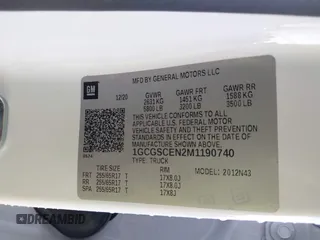 GM
MFD BY GENERAL MOTORS LLC
12/20 GVWR GAWR FRT GAWR RR
2631 KG 1451 KG 1588 KG
5800 LB 3200 LB 3500 LB
THIS VEHICLE CONFORMS TO ALL APPLICABLE U.S. FEDERAL MOTOR VEHICLE SAFETY, BUMPER, AND THEFT PREVENTION STANDARDS IN EFFECT ON THE DATE OF MANUFACTURE SHOWN ABOVE.
1GCGSCEN2M1190740
TYPE: TRUCK
TIRE SIZE RIM MODEL: 2012N43
FRT 255/65R17 T 17X8.0J
RR 255/65R17 T 17X8.0J
SPA 255/65R17 T 17X8J
AUTOBIDMASTER